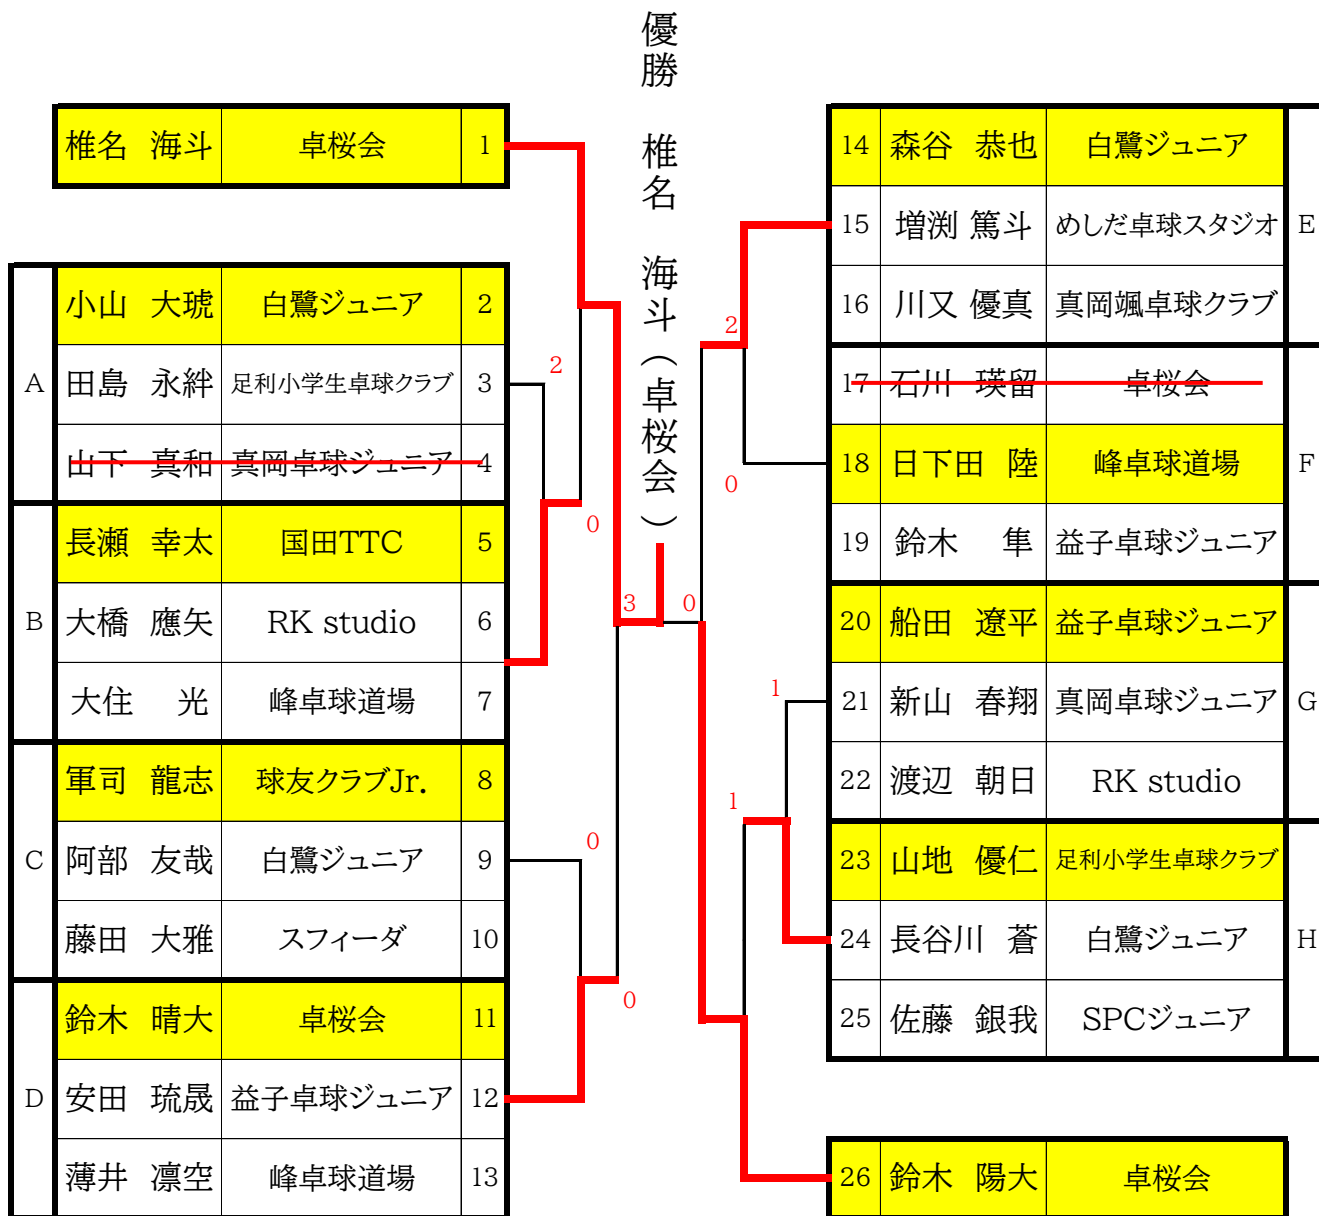 優勝 椎名 海斗（卓桜会）
椎名 海斗 卓桜会 1
A
小山 大琥 白鷺ジュニア 2
田島 永絆 足利小学生卓球クラブ 3
山下 真和 真岡卓球ジュニア 4
B
長瀬 幸太 国田TTC 5
大橋 應矢 RK studio 6
大住 光 峰卓球道場 7
C
軍司 龍志 球友クラブJr. 8
阿部 友哉 白鷺ジュニア 9
藤田 大雅 スフィーダ 10
D
鈴木 晴大 卓桜会 11
安田 琉晟 益子卓球ジュニア 12
薄井 凛空 峰卓球道場 13
2
0
3
0
0
0
2
0
1
1
14 森谷 恭也 白鷺ジュニア
15 増渕 篤斗 めしだ卓球スタジオ
16 川又 優真 真岡颯卓球クラブ
E
17 石川 瑛留 卓桜会
18 日下田 陸 峰卓球道場
19 鈴木 隼 益子卓球ジュニア
F
20 船田 遼平 益子卓球ジュニア
21 新山 春翔 真岡卓球ジュニア
22 渡辺 朝日 RK studio
G
23 山地 優仁 足利小学生卓球クラブ
24 長谷川 蒼 白鷺ジュニア
25 佐藤 銀我 SPCジュニア
H
26 鈴木 陽大 卓桜会